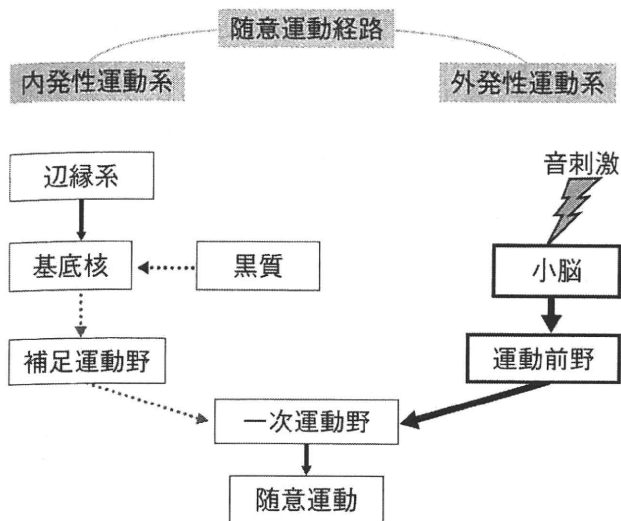 随意運動経路
内発性運動系
外発性運動系
音刺激
辺縁系
基底核
黒質
小脳
補足運動野
運動前野
一次運動野
随意運動